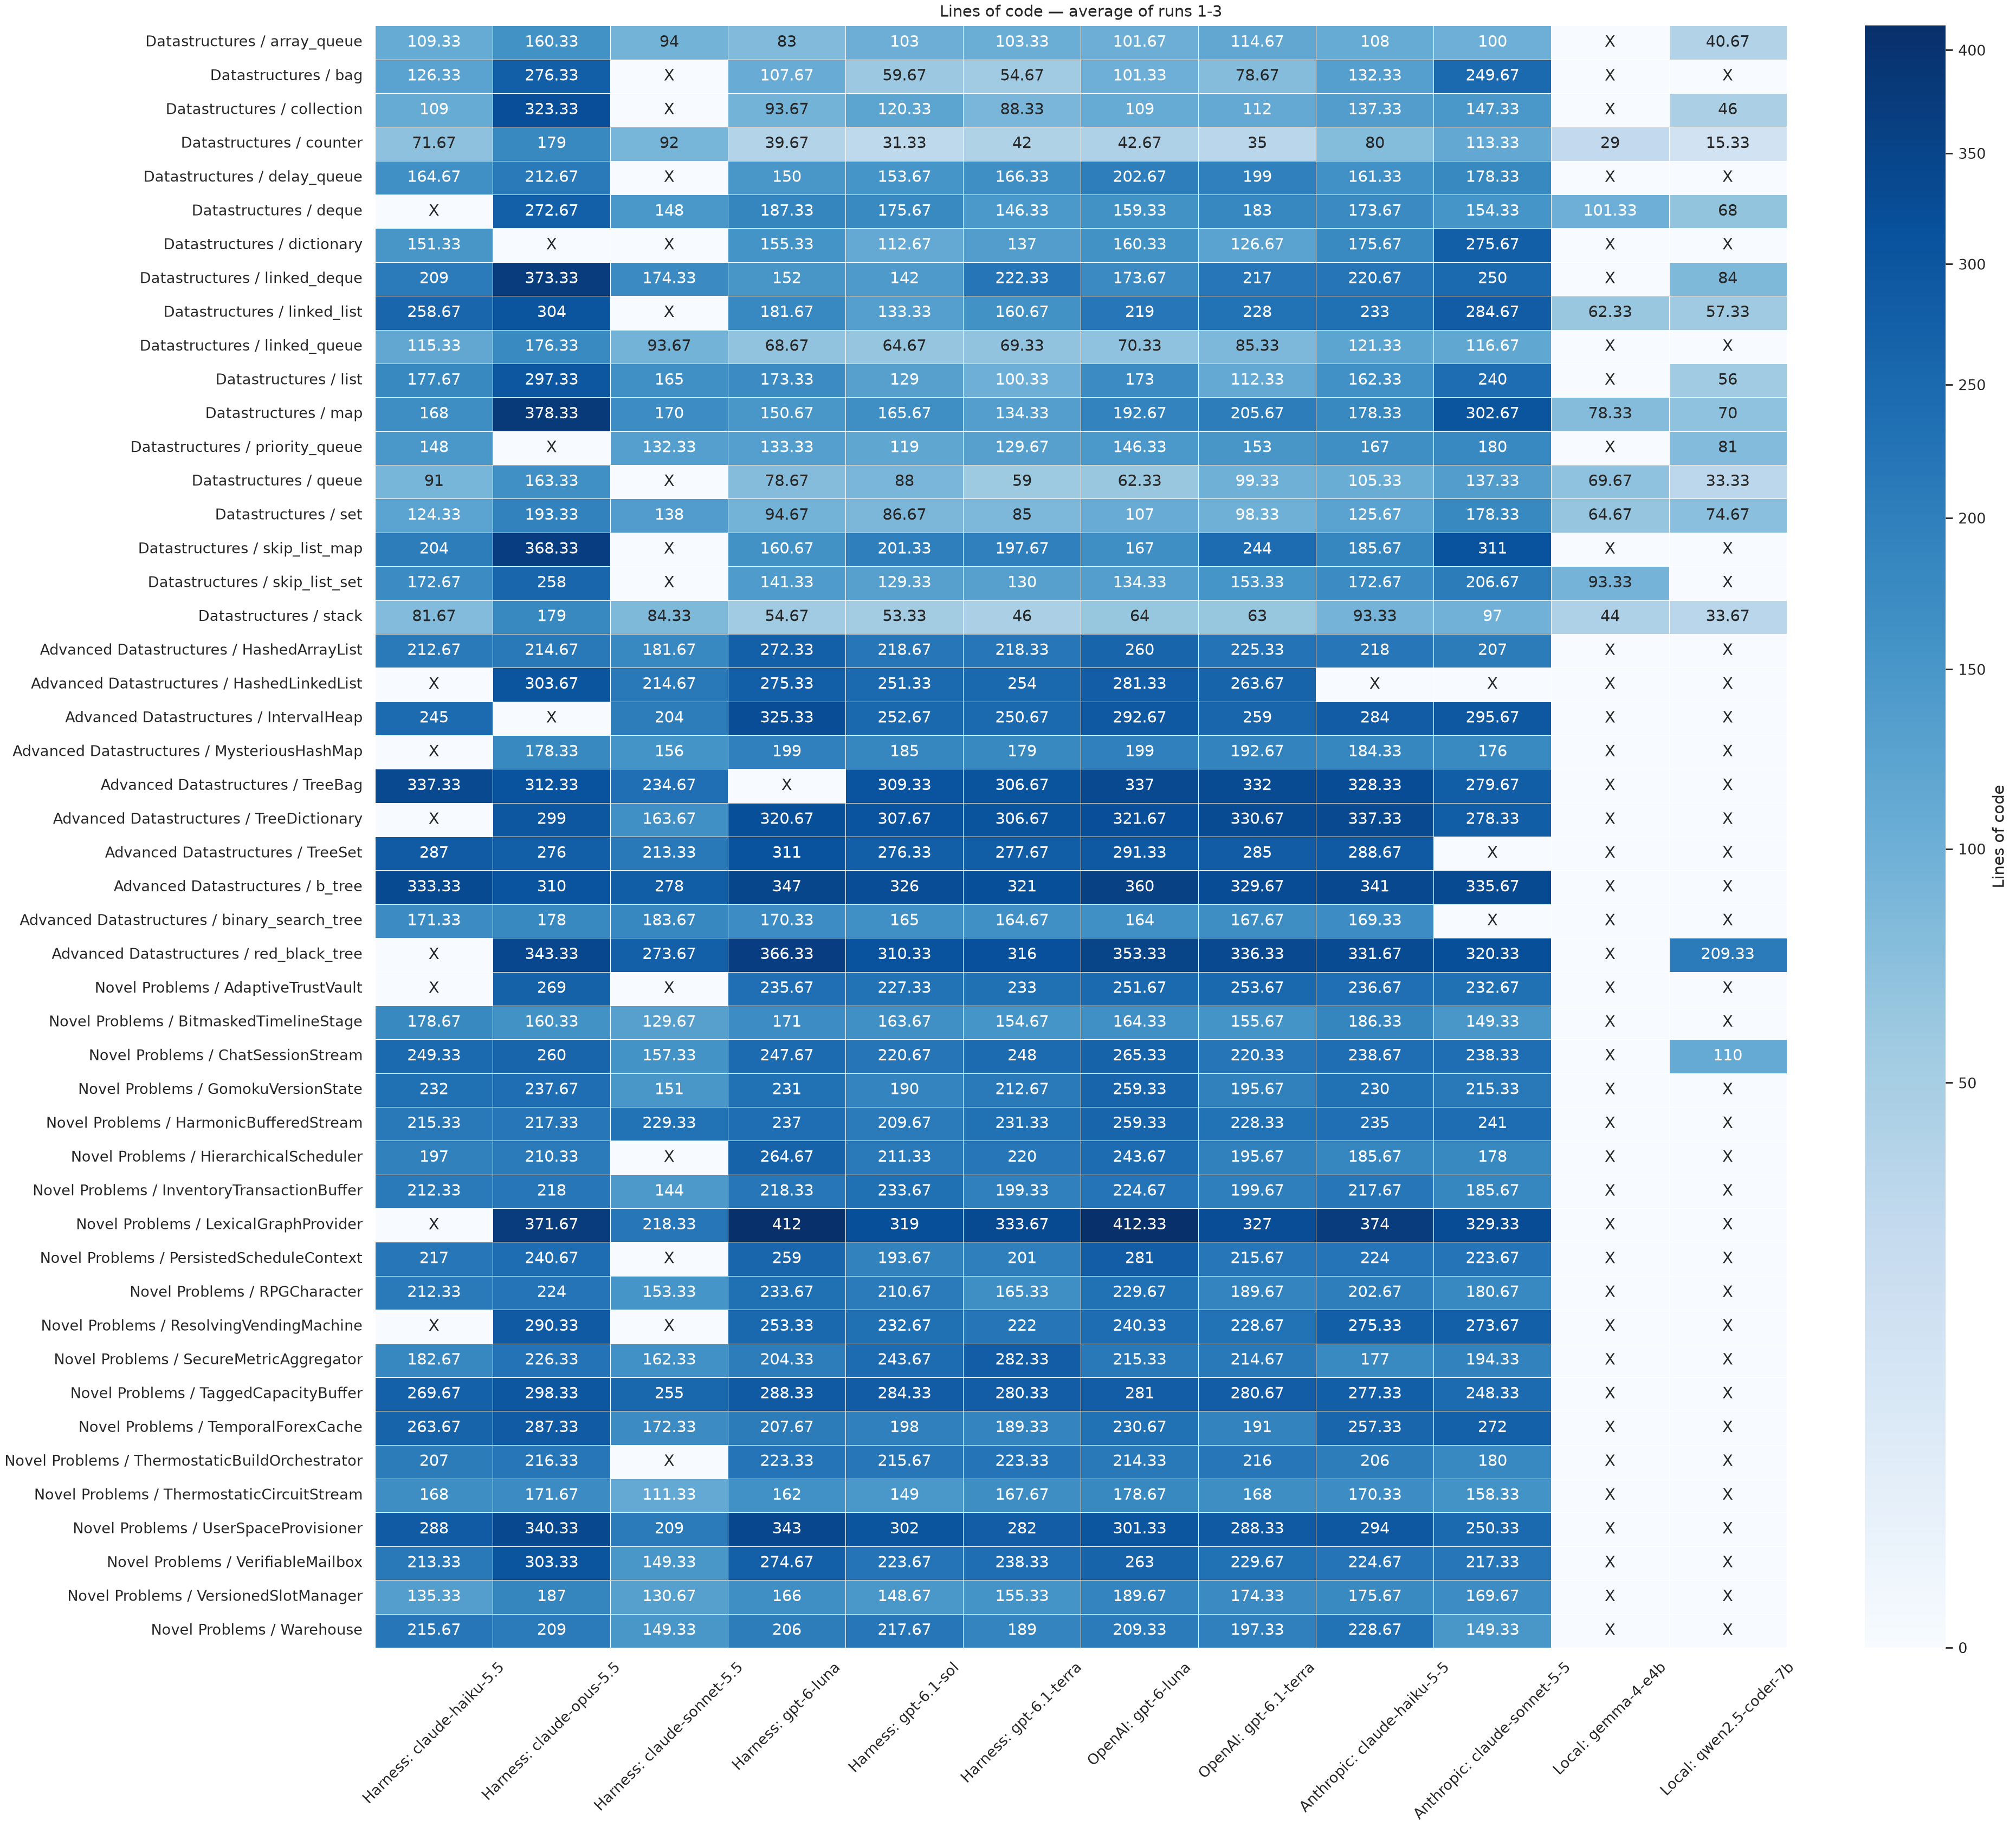 Lines of code — average of runs 1-3
Datastructures / array_queue 109.33 160.33 94 83 103 103.33 101.67 114.67 108 100 X 40.67
Datastructures / bag 126.33 276.33 X 107.67 59.67 54.67 101.33 78.67 132.33 249.67 X X
Datastructures / collection 109 323.33 X 93.67 120.33 88.33 109 112 137.33 147.33 X 46
Datastructures / counter 71.67 179 92 39.67 31.33 42 42.67 35 80 113.33 29 15.33
Datastructures / delay_queue 164.67 212.67 X 150 153.67 166.33 202.67 199 161.33 178.33 X X
Datastructures / deque X 272.67 148 187.33 175.67 146.33 159.33 183 173.67 154.33 101.33 68
Datastructures / dictionary 151.33 X X 155.33 112.67 137 160.33 126.67 175.67 275.67 X X
Datastructures / linked_deque 209 373.33 174.33 152 142 222.33 173.67 217 220.67 250 X 84
Datastructures / linked_list 258.67 304 X 181.67 133.33 160.67 219 228 233 284.67 62.33 57.33
Datastructures / linked_queue 115.33 176.33 93.67 68.67 64.67 69.33 70.33 85.33 121.33 116.67 X X
Datastructures / list 177.67 297.33 165 173.33 129 100.33 173 112.33 162.33 240 X 56
Datastructures / map 168 378.33 170 150.67 165.67 134.33 192.67 205.67 178.33 302.67 78.33 70
Datastructures / priority_queue 148 X 132.33 133.33 119 129.67 146.33 153 167 180 X 81
Datastructures / queue 91 163.33 X 78.67 88 59 62.33 99.33 105.33 137.33 69.67 33.33
Datastructures / set 124.33 193.33 138 94.67 86.67 85 107 98.33 125.67 178.33 64.67 74.67
Datastructures / skip_list_map 204 368.33 X 160.67 201.33 197.67 167 244 185.67 311 X X
Datastructures / skip_list_set 172.67 258 X 141.33 129.33 130 134.33 153.33 172.67 206.67 93.33 X
Datastructures / stack 81.67 179 84.33 54.67 53.33 46 64 63 93.33 97 44 33.67
Advanced Datastructures / HashedArrayList 212.67 214.67 181.67 272.33 218.67 218.33 260 225.33 218 207 X X
Advanced Datastructures / HashedLinkedList X 303.67 214.67 275.33 251.33 254 281.33 263.67 X X X X
Advanced Datastructures / IntervalHeap 245 X 204 325.33 252.67 250.67 292.67 259 284 295.67 X X
Advanced Datastructures / MysteriousHashMap X 178.33 156 199 185 179 199 192.67 184.33 176 X X
Advanced Datastructures / TreeBag 337.33 312.33 234.67 X 309.33 306.67 337 332 328.33 279.67 X X
Advanced Datastructures / TreeDictionary X 299 163.67 320.67 307.67 306.67 321.67 330.67 337.33 278.33 X X
Advanced Datastructures / TreeSet 287 276 213.33 311 276.33 277.67 291.33 285 288.67 X X X
Advanced Datastructures / b_tree 333.33 310 278 347 326 321 360 329.67 341 335.67 X X
Advanced Datastructures / binary_search_tree 171.33 178 183.67 170.33 165 164.67 164 167.67 169.33 X X X
Advanced Datastructures / red_black_tree X 343.33 273.67 366.33 310.33 316 353.33 336.33 331.67 320.33 X 209.33
Novel Problems / AdaptiveTrustVault X 269 X 235.67 227.33 233 251.67 253.67 236.67 232.67 X X
Novel Problems / BitmaskedTimelineStage 178.67 160.33 129.67 171 163.67 154.67 164.33 155.67 186.33 149.33 X X
Novel Problems / ChatSessionStream 249.33 260 157.33 247.67 220.67 248 265.33 220.33 238.67 238.33 X 110
Novel Problems / GomokuVersionState 232 237.67 151 231 190 212.67 259.33 195.67 230 215.33 X X
Novel Problems / HarmonicBufferedStream 215.33 217.33 229.33 237 209.67 231.33 259.33 228.33 235 241 X X
Novel Problems / HierarchicalScheduler 197 210.33 X 264.67 211.33 220 243.67 195.67 185.67 178 X X
Novel Problems / InventoryTransactionBuffer 212.33 218 144 218.33 233.67 199.33 224.67 199.67 217.67 185.67 X X
Novel Problems / LexicalGraphProvider X 371.67 218.33 412 319 333.67 412.33 327 374 329.33 X X
Novel Problems / PersistedScheduleContext 217 240.67 X 259 193.67 201 281 215.67 224 223.67 X X
Novel Problems / RPGCharacter 212.33 224 153.33 233.67 210.67 165.33 229.67 189.67 202.67 180.67 X X
Novel Problems / ResolvingVendingMachine X 290.33 X 253.33 232.67 222 240.33 228.67 275.33 273.67 X X
Novel Problems / SecureMetricAggregator 182.67 226.33 162.33 204.33 243.67 282.33 215.33 214.67 177 194.33 X X
Novel Problems / TaggedCapacityBuffer 269.67 298.33 255 288.33 284.33 280.33 281 280.67 277.33 248.33 X X
Novel Problems / TemporalForexCache 263.67 287.33 172.33 207.67 198 189.33 230.67 191 257.33 272 X X
Novel Problems / ThermostaticBuildOrchestrator 207 216.33 X 223.33 215.67 223.33 214.33 216 206 180 X X
Novel Problems / ThermostaticCircuitStream 168 171.67 111.33 162 149 167.67 178.67 168 170.33 158.33 X X
Novel Problems / UserSpaceProvisioner 288 340.33 209 343 302 282 301.33 288.33 294 250.33 X X
Novel Problems / VerifiableMailbox 213.33 303.33 149.33 274.67 223.67 238.33 263 229.67 224.67 217.33 X X
Novel Problems / VersionedSlotManager 135.33 187 130.67 166 148.67 155.33 189.67 174.33 175.67 169.67 X X
Novel Problems / Warehouse 215.67 209 149.33 206 217.67 189 209.33 197.33 228.67 149.33 X X
Harness: claude-haiku-5.5
Harness: claude-opus-5.5
Harness: claude-sonnet-5.5
Harness: gpt-6-luna
Harness: gpt-6.1-sol
Harness: gpt-6.1-terra
OpenAI: gpt-6-luna
OpenAI: gpt-6.1-terra
Anthropic: claude-haiku-5-5
Anthropic: claude-sonnet-5-5
Local: gemma-4-e4b
Local: qwen2.5-coder-7b
400
350
300
250
200
150
100
50
0
Lines of code